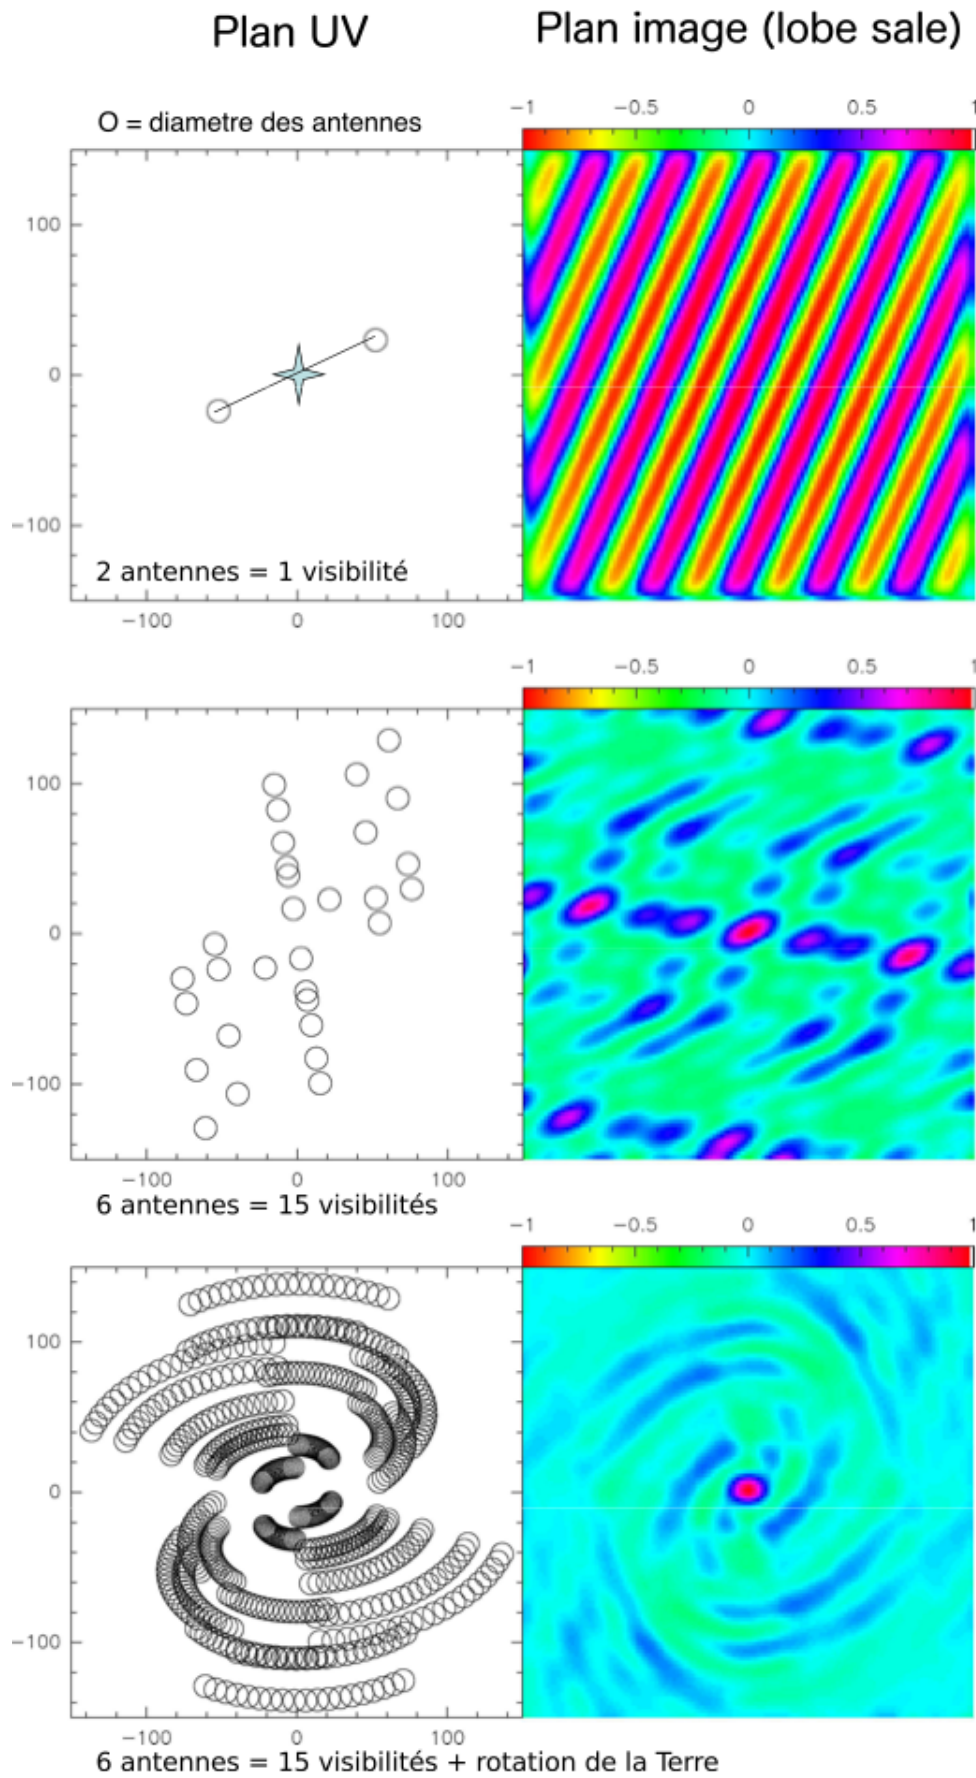 Plan UV
Plan image (lobe sale)
O = diametre des antennes
-1 -0.5 0 0.5 1
100
0
-100
2 antennes = 1 visibilité
-100 0 100
-1 -0.5 0 0.5 1
100
0
-100
-100 0 100
6 antennes = 15 visibilités
-1 -0.5 0 0.5 1
100
0
-100
-100 0 100
6 antennes = 15 visibilités + rotation de la Terre